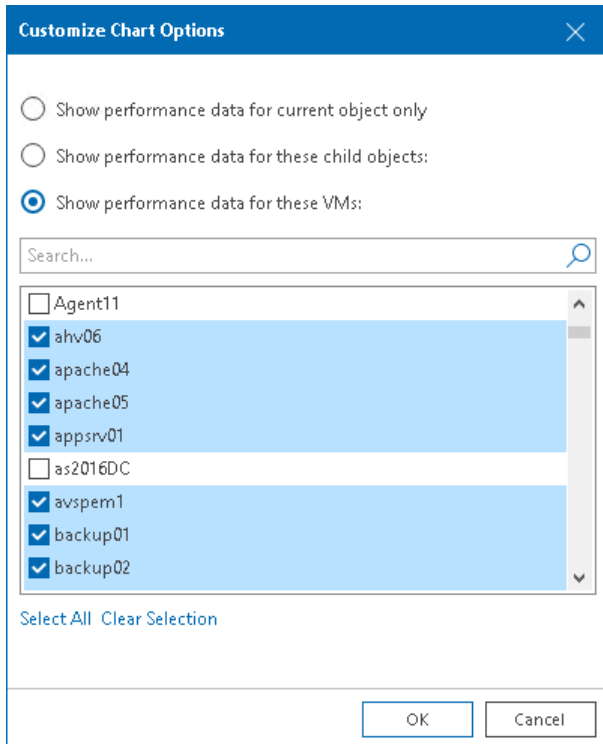 Customize Chart Options
Show performance data for current object only
Show performance data for these child objects:
Show performance data for these VMs:
Search...
Agent11
ahv06
apache04
apache05
appsrv01
as2016DC
avspem1
backup01
backup02
Select All Clear Selection
OK Cancel